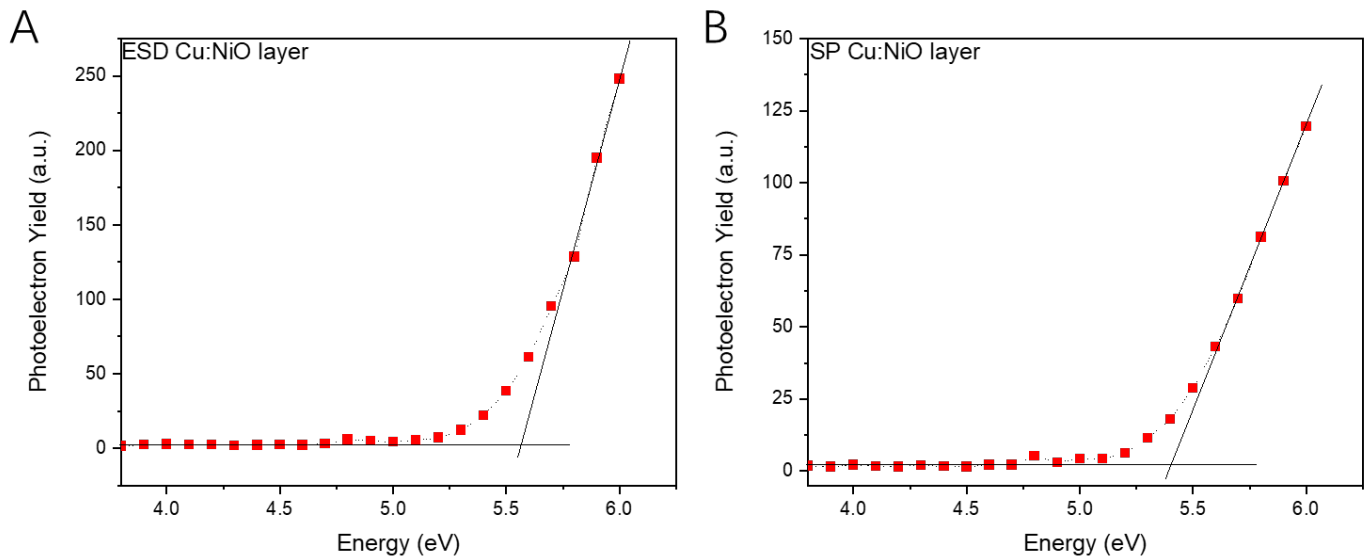 A
ESD Cu:NiO layer
Photoelectron Yield (a.u.)
250
200
150
100
50
0
4.0 4.5 5.0 5.5 6.0
Energy (eV)
B
SP Cu:NiO layer
Photoelectron Yield (a.u.)
150
125
100
75
50
25
0
4.0 4.5 5.0 5.5 6.0
Energy (eV)